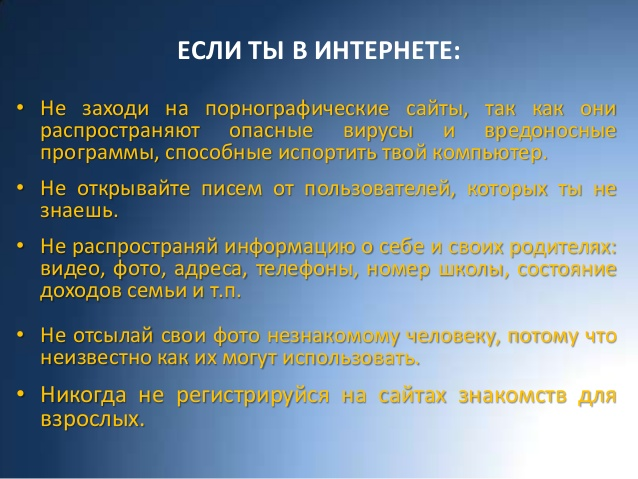 ЕСЛИ ТЫ В ИНТЕРНЕТЕ:
• Не заходи на порнографические сайты, так как они
распространяют опасные вирусы и вредоносные
программы, способные испортить твой компьютер.
• Не открывайте писем от пользователей, которых ты не
знаешь.
• Не распространяй информацию о себе и своих родителях:
видео, фото, адреса, телефоны, номер школы, состояние
доходов семьи и т.п.
• Не отсылай свои фото незнакомому человеку, потому что
неизвестно как их могут использовать.
• Никогда не регистрируйся на сайтах знакомств для
взрослых.